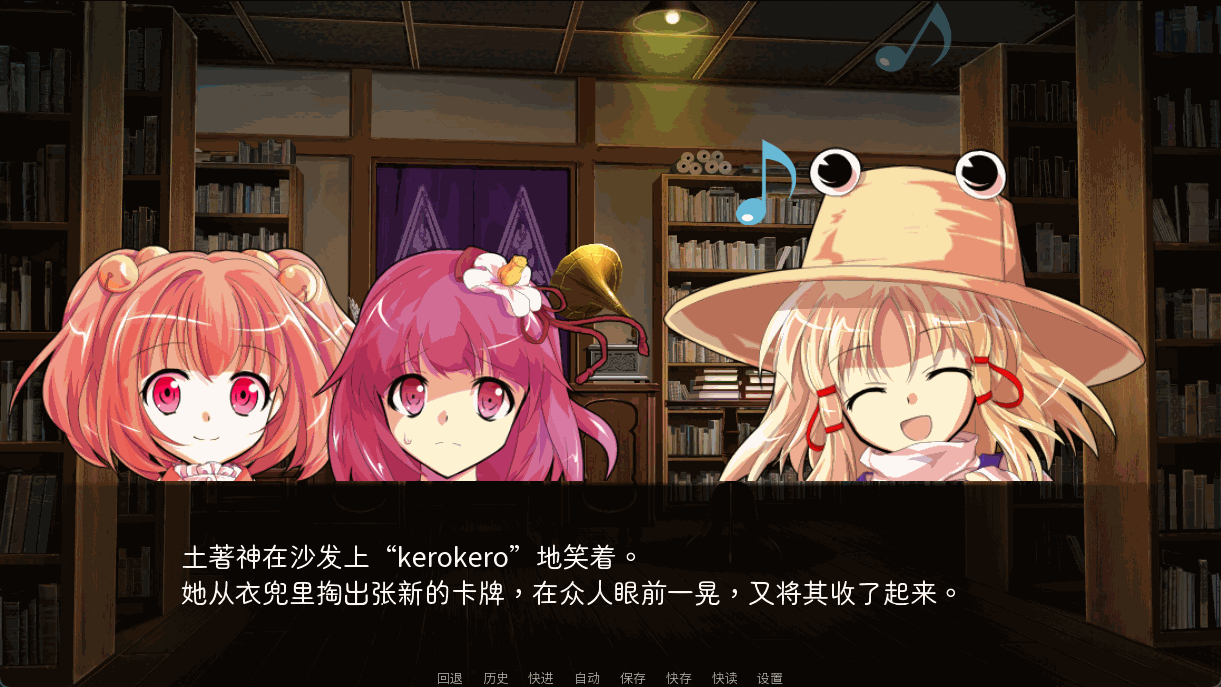 土著神在沙发上“kerokero”地笑着。
她从衣兜里掏出张新的卡牌，在众人眼前一晃，又将其收了起来。
回退 历史 快进 自动 保存 快存 快读 设置